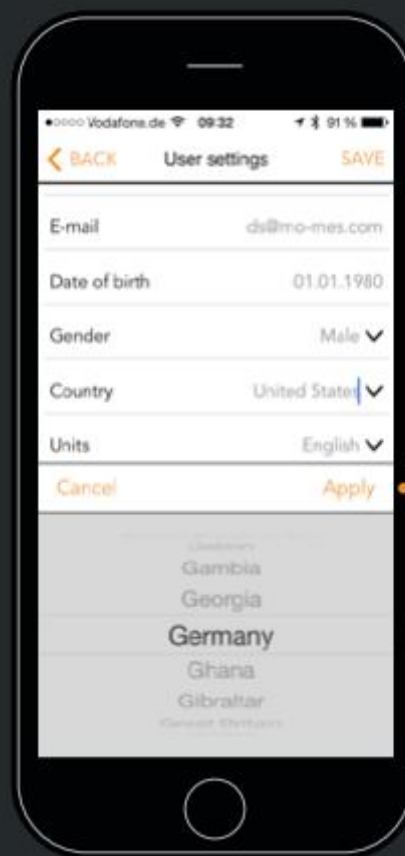 Vodafone.de 09:32 91 %
BACK User settings SAVE
E-mail ds@mo-mes.com
Date of birth 01.01.1980
Gender Male
Country United States
Units English
Cancel Apply
Gambia
Georgia
Germany
Ghana
Gibraltar